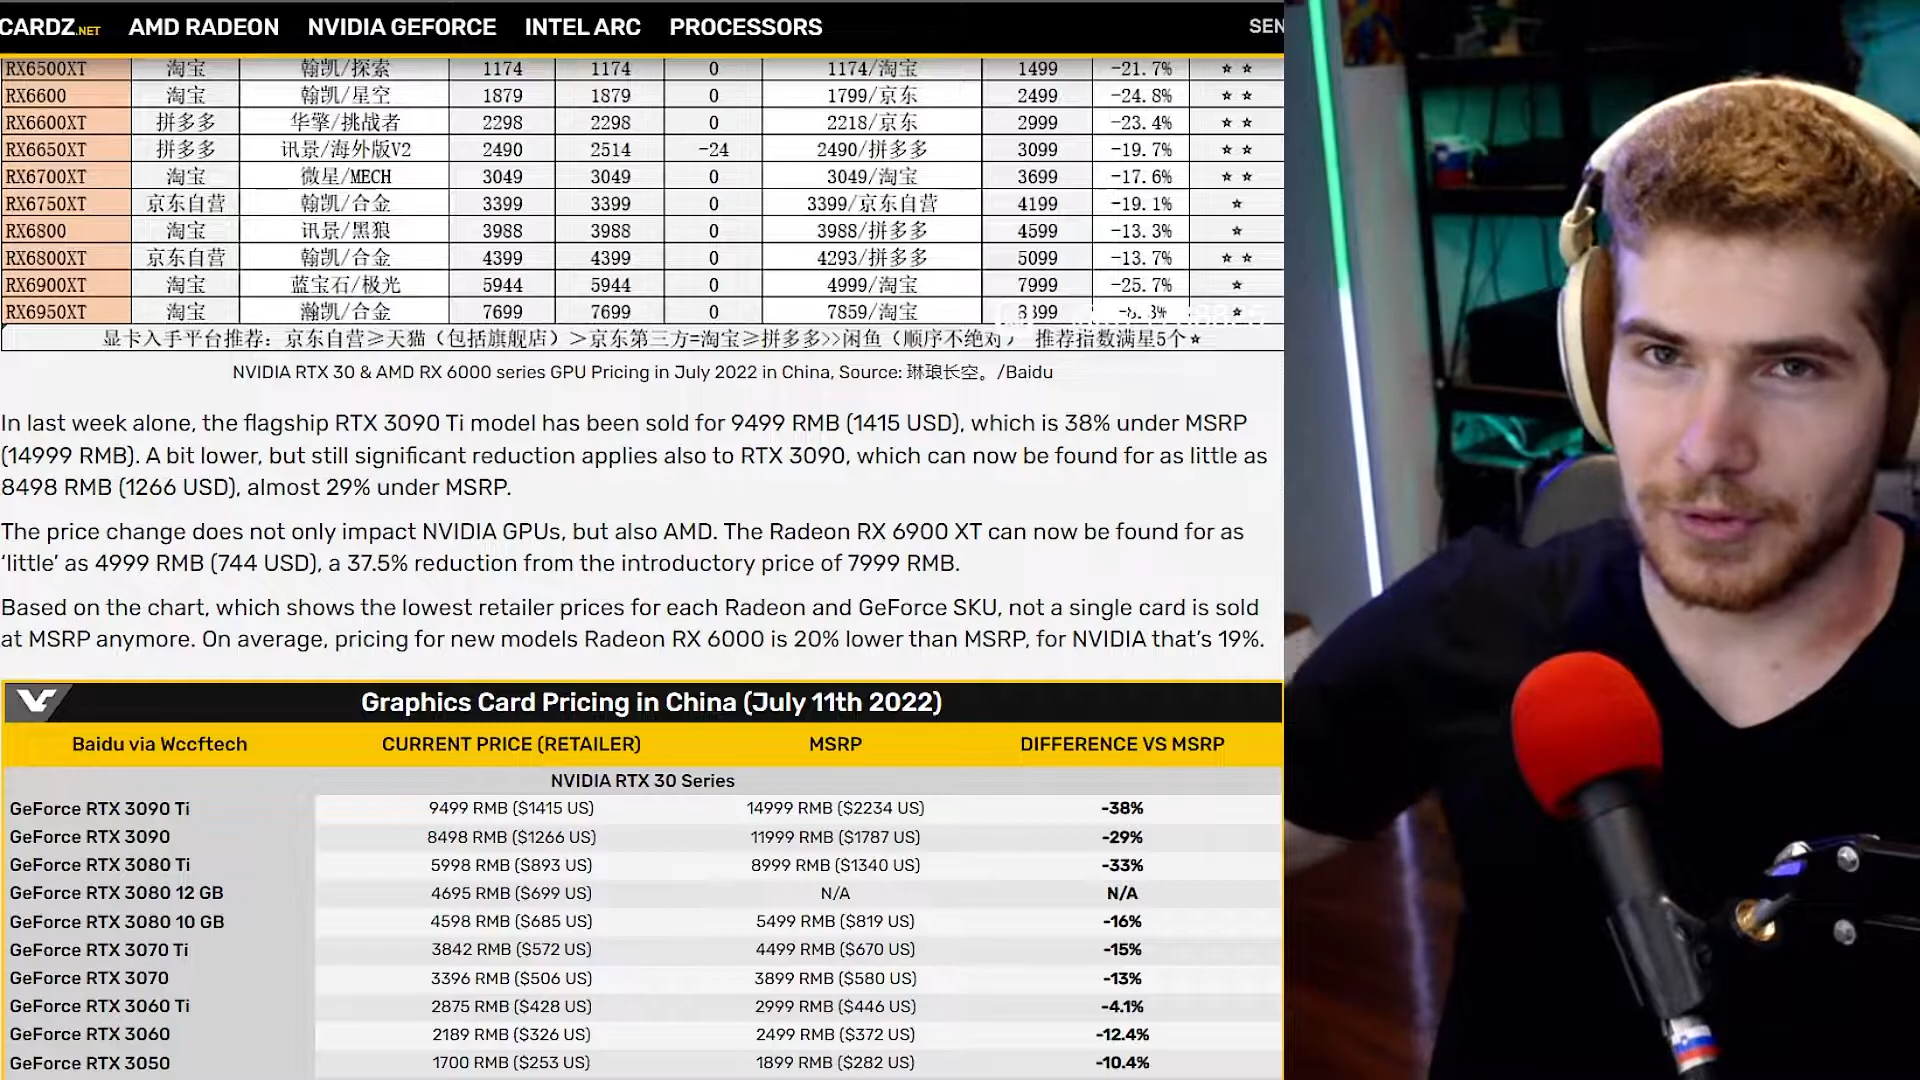 CARDZ.NET AMD RADEON NVIDIA GEFORCE INTEL ARC PROCESSORS SEN
RX6500XT 淘宝 翰凯/探索 1174 1174 0 1174/淘宝 1499 -21.7% ☆☆
RX6600 淘宝 翰凯/星空 1879 1879 0 1799/京东 2499 -24.8% ☆☆
RX6600XT 拼多多 华擎/挑战者 2298 2298 0 2218/京东 2999 -23.4% ☆☆
RX6650XT 拼多多 讯景/海外版V2 2490 2514 -24 2490/拼多多 3099 -19.7% ☆☆
RX6700XT 淘宝 微星/MECH 3049 3049 0 3049/淘宝 3699 -17.6% ☆☆
RX6750XT 京东自营 翰凯/合金 3399 3399 0 3399/京东自营 4199 -19.1% ☆
RX6800 淘宝 讯景/黑狼 3988 3988 0 3988/拼多多 4599 -13.3% ☆
RX6800XT 京东自营 翰凯/合金 4399 4399 0 4293/拼多多 5099 -13.7% ☆☆
RX6900XT 淘宝 蓝宝石/极光 5944 5944 0 4999/淘宝 7999 -25.7% ☆
RX6950XT 淘宝 瀚凯/合金 7699 7699 0 7859/淘宝 ☆
显卡入手平台推荐：京东自营≥天猫（包括旗舰店）＞京东第三方=淘宝≥拼多多>>闲鱼（顺序不绝对） 推荐指数满星5个☆
NVIDIA RTX 30 & AMD RX 6000 series GPU Pricing in July 2022 in China, Source: 琳琅长空。/Baidu
In last week alone, the flagship RTX 3090 Ti model has been sold for 9499 RMB (1415 USD), which is 38% under MSRP
(14999 RMB). A bit lower, but still significant reduction applies also to RTX 3090, which can now be found for as little as
8498 RMB (1266 USD), almost 29% under MSRP.
The price change does not only impact NVIDIA GPUs, but also AMD. The Radeon RX 6900 XT can now be found for as
‘little’ as 4999 RMB (744 USD), a 37.5% reduction from the introductory price of 7999 RMB.
Based on the chart, which shows the lowest retailer prices for each Radeon and GeForce SKU, not a single card is sold
at MSRP anymore. On average, pricing for new models Radeon RX 6000 is 20% lower than MSRP, for NVIDIA that’s 19%.
Graphics Card Pricing in China (July 11th 2022)
Baidu via Wccftech CURRENT PRICE (RETAILER) MSRP DIFFERENCE VS MSRP
NVIDIA RTX 30 Series
GeForce RTX 3090 Ti 9499 RMB ($1415 US) 14999 RMB ($2234 US) -38%
GeForce RTX 3090 8498 RMB ($1266 US) 11999 RMB ($1787 US) -29%
GeForce RTX 3080 Ti 5998 RMB ($893 US) 8999 RMB ($1340 US) -33%
GeForce RTX 3080 12 GB 4695 RMB ($699 US) N/A N/A
GeForce RTX 3080 10 GB 4598 RMB ($685 US) 5499 RMB ($819 US) -16%
GeForce RTX 3070 Ti 3842 RMB ($572 US) 4499 RMB ($670 US) -15%
GeForce RTX 3070 3396 RMB ($506 US) 3899 RMB ($580 US) -13%
GeForce RTX 3060 Ti 2875 RMB ($428 US) 2999 RMB ($446 US) -4.1%
GeForce RTX 3060 2189 RMB ($326 US) 2499 RMB ($372 US) -12.4%
GeForce RTX 3050 1700 RMB ($253 US) 1899 RMB ($282 US) -10.4%